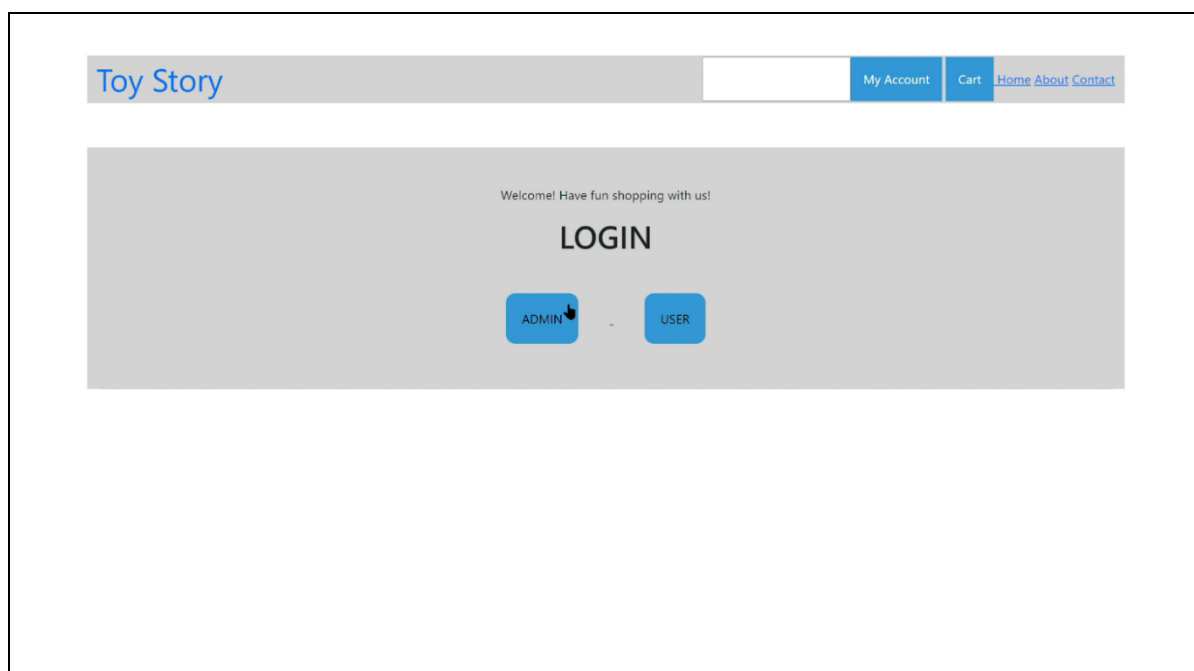 Toy Story My Account Cart Home About Contact
Welcome! Have fun shopping with us!
LOGIN
ADMIN - USER